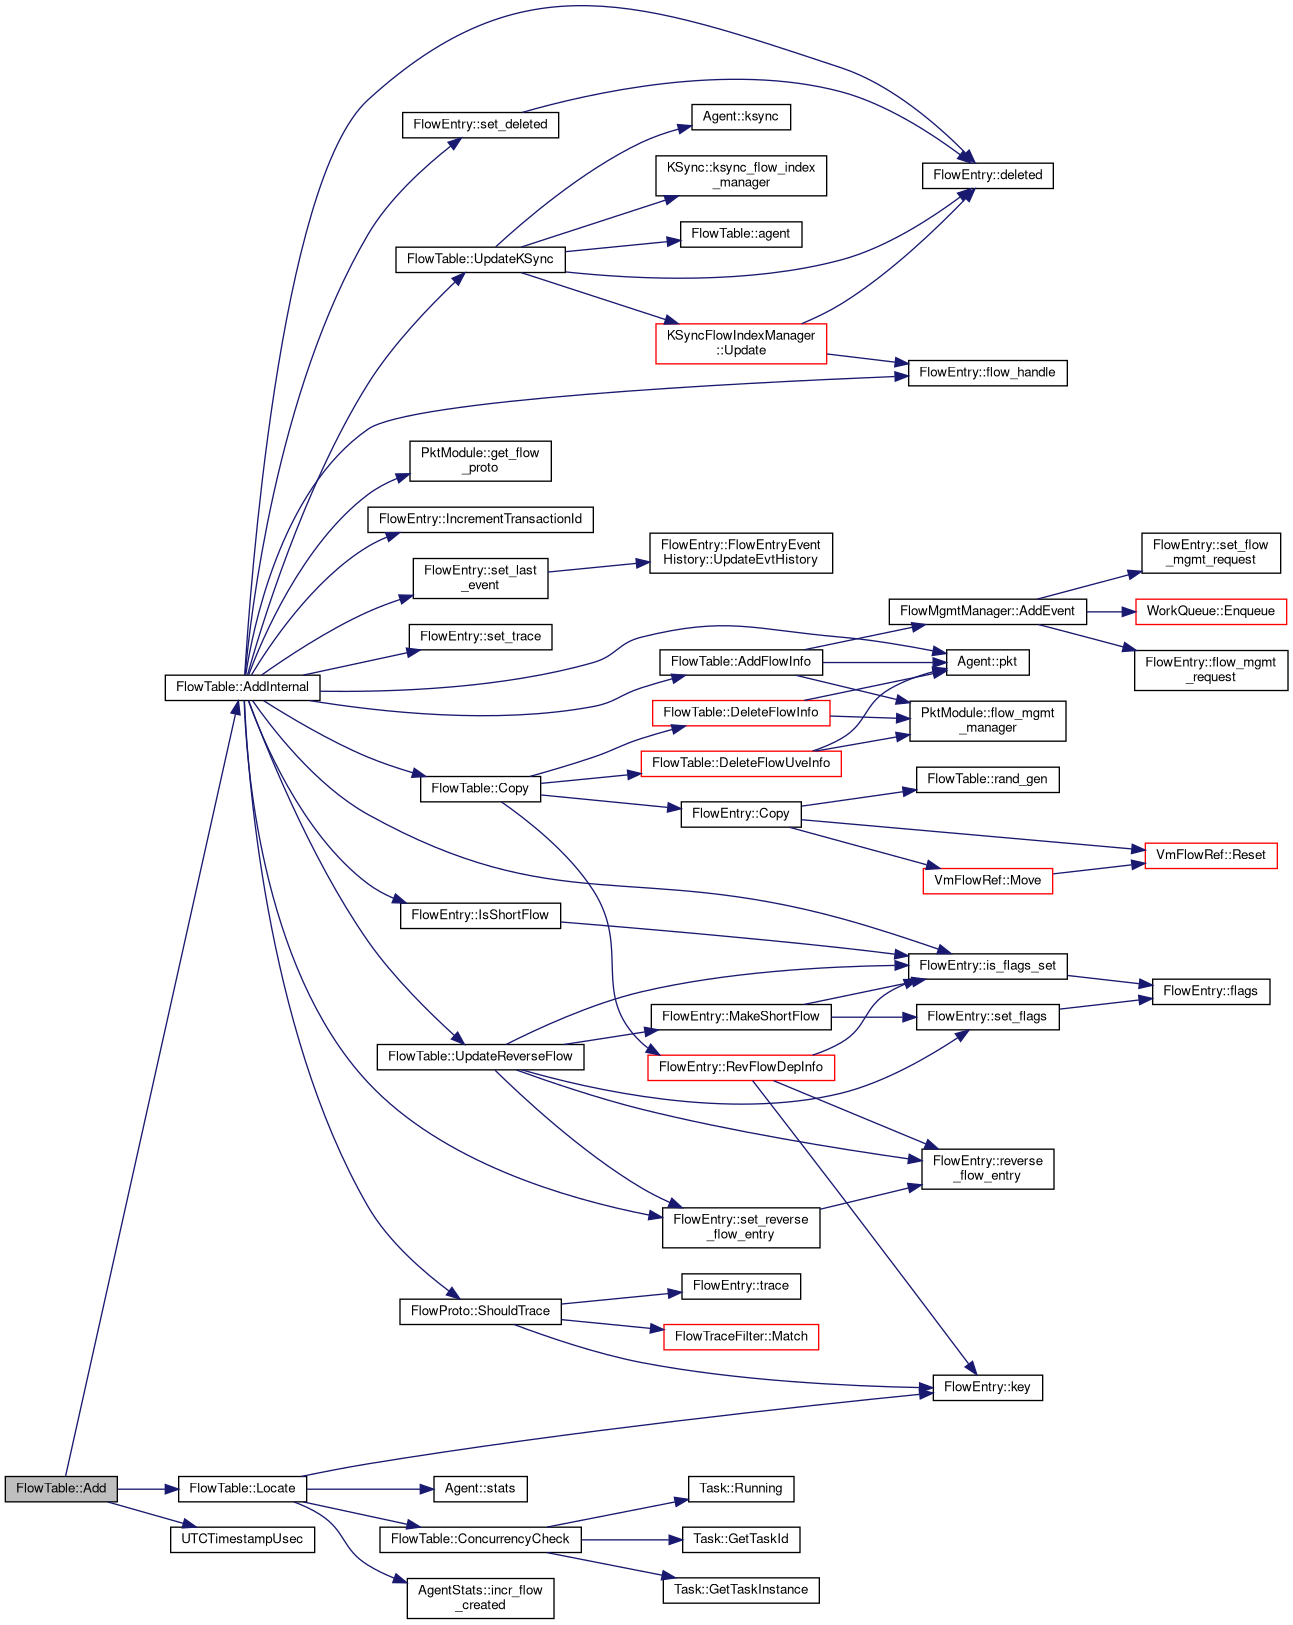 FlowEntry::set_deleted
Agent::ksync
KSync::ksync_flow_index
_manager
FlowEntry::deleted
FlowTable::agent
FlowTable::UpdateKSync
KSyncFlowIndexManager
::Update
FlowEntry::flow_handle
PktModule::get_flow
_proto
FlowEntry::IncrementTransactionId
FlowEntry::set_last
_event
FlowEntry::FlowEntryEvent
History::UpdateEvtHistory
FlowEntry::set_flow
_mgmt_request
FlowMgmtManager::AddEvent
WorkQueue::Enqueue
FlowEntry::flow_mgmt
_request
FlowEntry::set_trace
FlowTable::AddFlowInfo
Agent::pkt
FlowTable::AddInternal
FlowTable::DeleteFlowInfo
PktModule::flow_mgmt
_manager
FlowTable::DeleteFlowUveInfo
FlowTable::Copy
FlowTable::rand_gen
FlowEntry::Copy
VmFlowRef::Reset
VmFlowRef::Move
FlowEntry::IsShortFlow
FlowEntry::is_flags_set
FlowEntry::flags
FlowEntry::MakeShortFlow
FlowEntry::set_flags
FlowTable::UpdateReverseFlow
FlowEntry::RevFlowDepInfo
FlowEntry::reverse
_flow_entry
FlowEntry::set_reverse
_flow_entry
FlowEntry::trace
FlowProto::ShouldTrace
FlowTraceFilter::Match
FlowEntry::key
FlowTable::Add
FlowTable::Locate
Agent::stats
Task::Running
UTCTimestampUsec
FlowTable::ConcurrencyCheck
Task::GetTaskId
AgentStats::incr_flow
_created
Task::GetTaskInstance